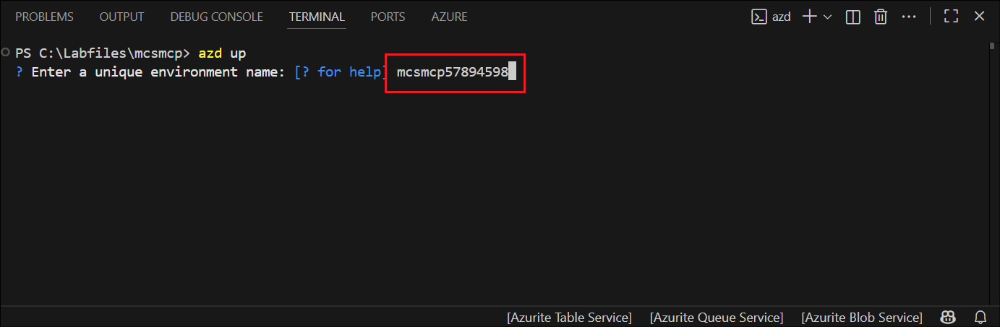 PROBLEMS OUTPUT DEBUG CONSOLE TERMINAL PORTS AZURE azd
PS C:\Labfiles\mcsmcp> azd up
? Enter a unique environment name: [? for help] mcsmcp57894598
[Azurite Table Service] [Azurite Queue Service] [Azurite Blob Service]